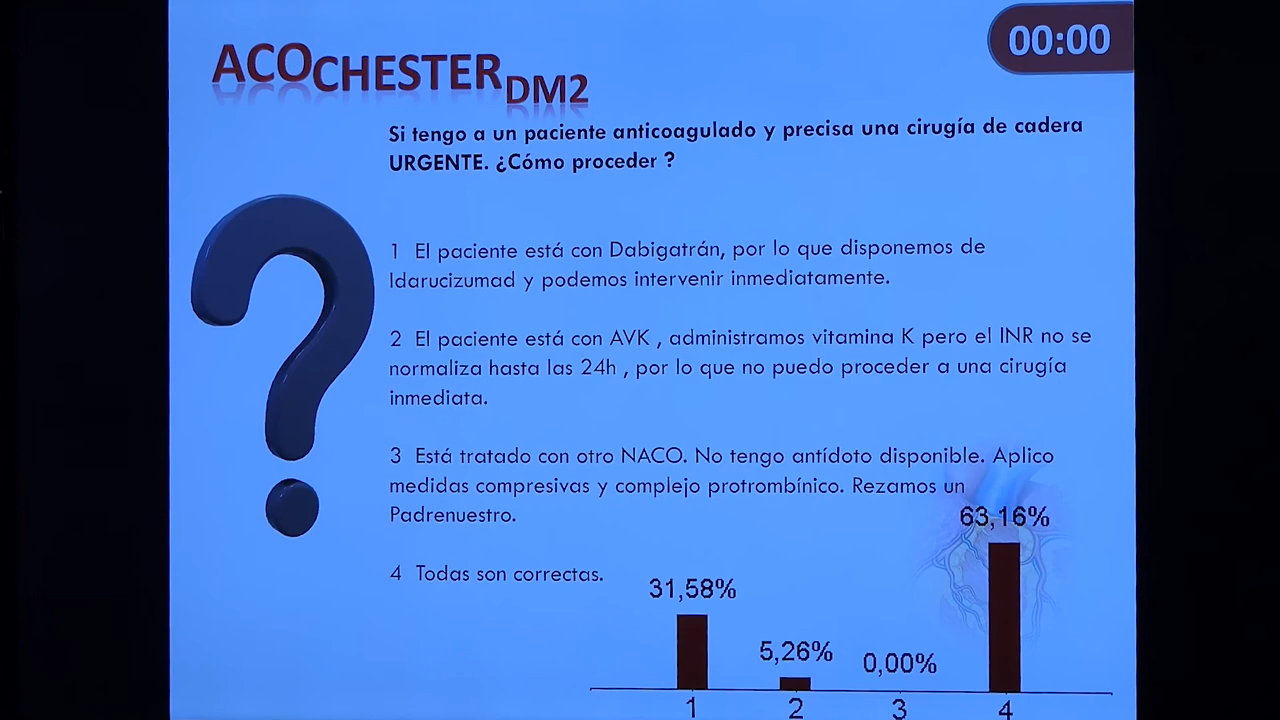 00:00
ACOCHESTER DM2
Si tengo a un paciente anticoagulado y precisa una cirugía de cadera
URGENTE. ¿Cómo proceder ?
1 El paciente está con Dabigatrán, por lo que disponemos de
Idarucizumad y podemos intervenir inmediatamente.
2 El paciente está con AVK , administramos vitamina K pero el INR no se
normaliza hasta las 24h , por lo que no puedo proceder a una cirugía
inmediata.
3 Está tratado con otro NACO. No tengo antídoto disponible. Aplico
medidas compresivas y complejo protrombínico. Rezamos un
Padrenuestro.
4 Todas son correctas.
31,58%
5,26%
0,00%
63,16%
1
2
3
4